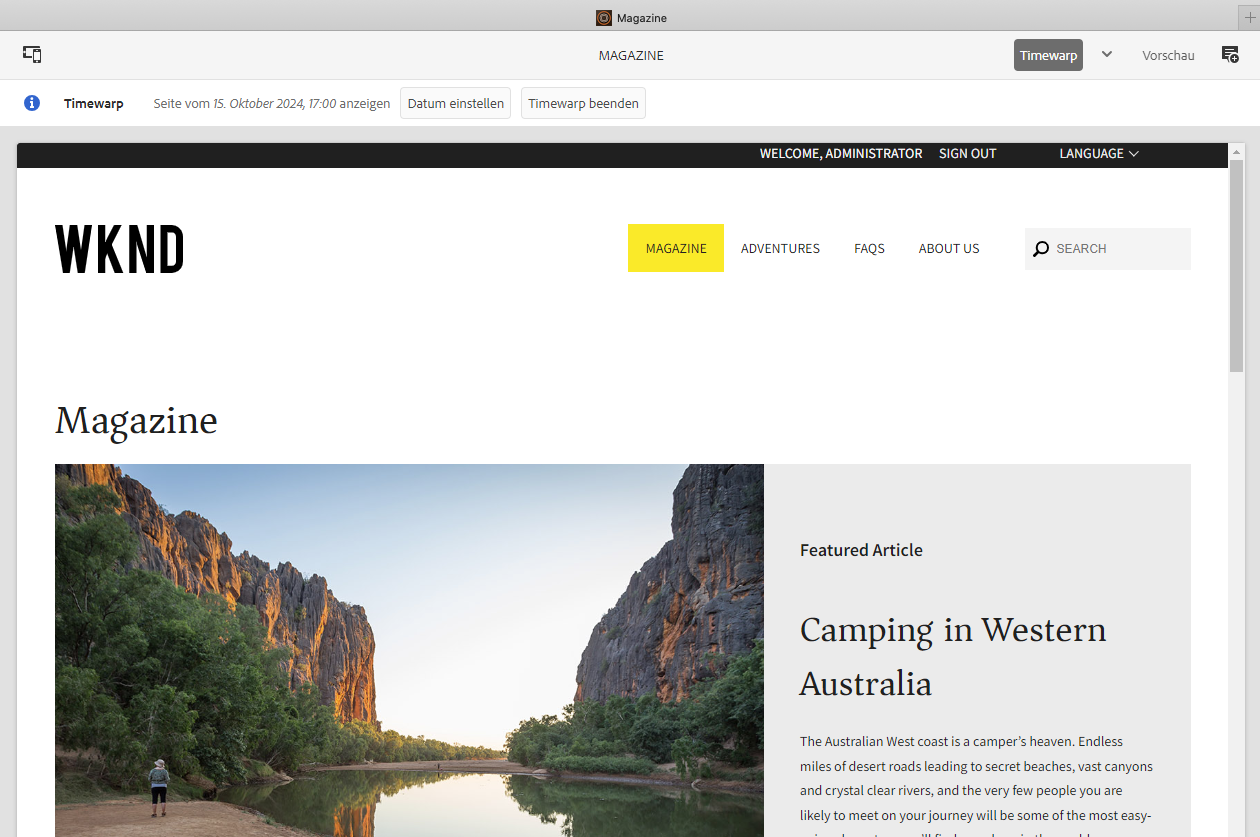 Magazine
MAGAZINE
Timewarp
Vorschau
Timewarp
Seite vom 15. Oktober 2024, 17:00 anzeigen
Datum einstellen
Timewarp beenden
WELCOME, ADMINISTRATOR
SIGN OUT
LANGUAGE
WKND
MAGAZINE
ADVENTURES
FAQS
ABOUT US
SEARCH
Magazine
Featured Article
Camping in Western
Australia
The Australian West coast is a camper’s heaven. Endless
miles of desert roads leading to secret beaches, vast canyons
and crystal clear rivers, and the very few people you are
likely to meet on your journey will be some of the most easy-